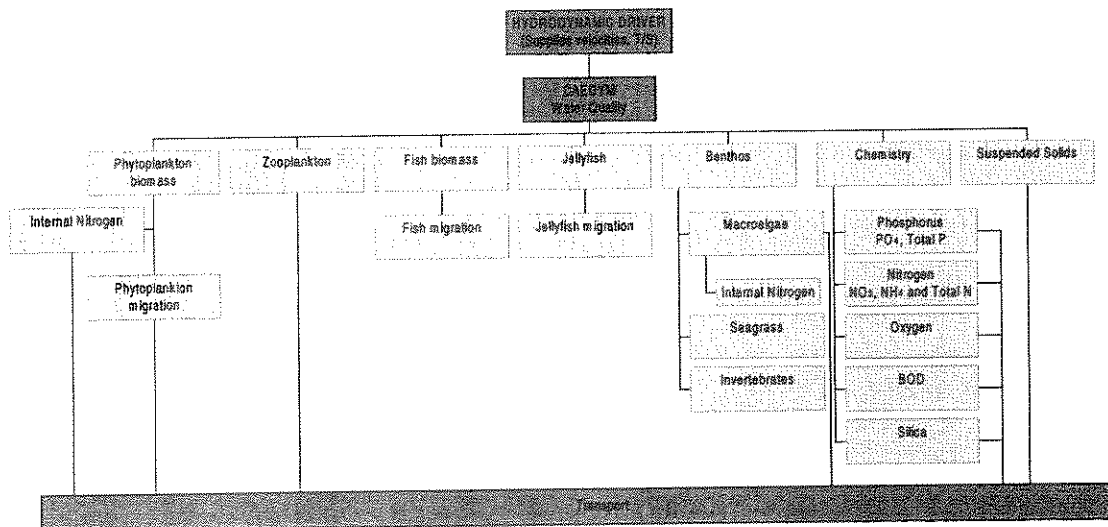 HYDRODYNAMIC DRIVER
(Supplies velocities, T/S)
CAEDYM
Water Quality
Phytoplankton
biomass
Zooplankton
Fish biomass
Jellyfish
Benthos
Chemistry
Suspended Solids
Internal Nitrogen
Phytoplankton
migration
Fish migration
Jellyfish migration
Macroalgae
Internal Nitrogen
Seagrass
Invertebrates
Phosphorus
PO4, Total P
Nitrogen
NO3, NH4 and Total N
Oxygen
BOD
Silica
Transport